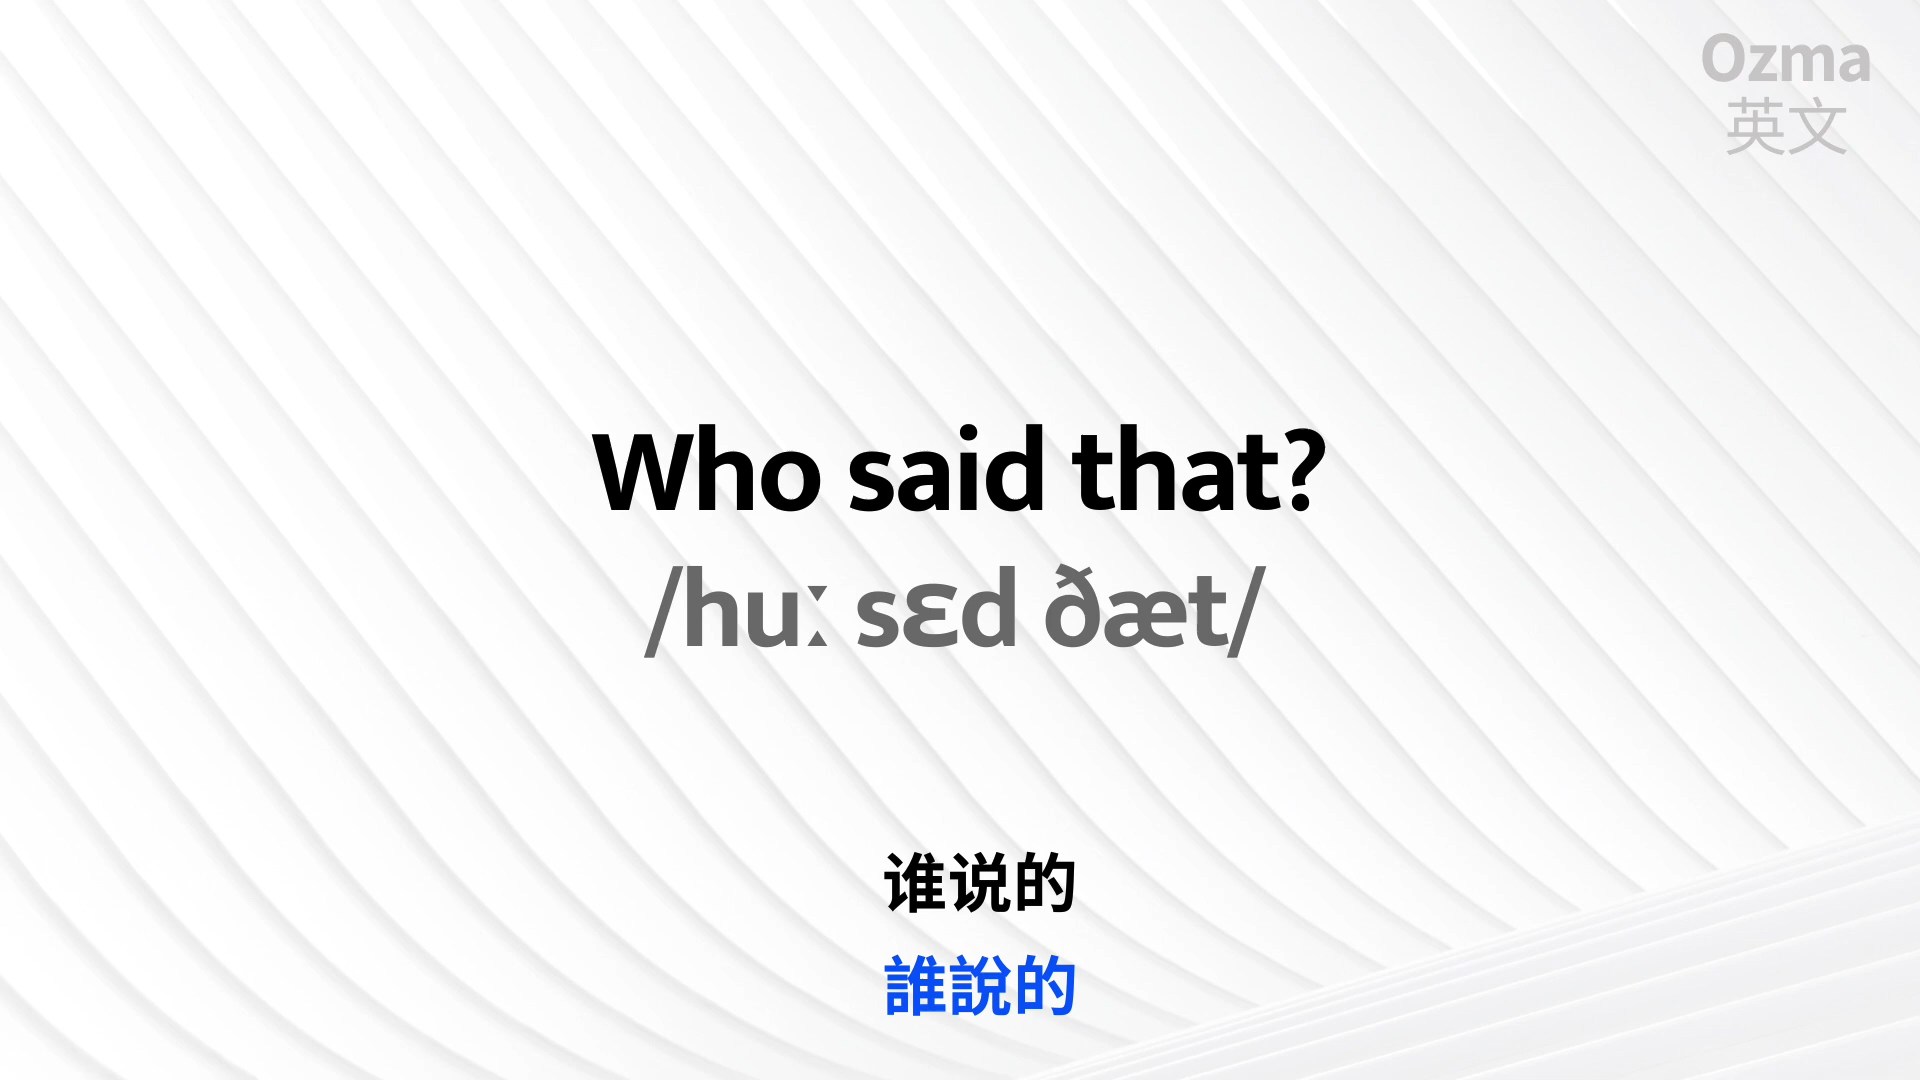 Ozma
英文
Who said that?
/huː sɛd ðæt/
谁说的
誰說的